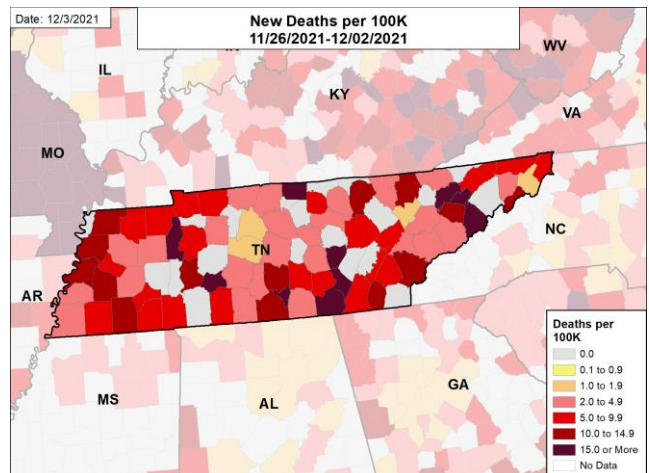 Date: 12/3/2021
New Deaths per 100K
11/26/2021-12/02/2021
IL
WV
KY
VA
MO
TN
NC
AR
MS
AL
GA
Deaths per
100K
0.0
0.1 to 0.9
1.0 to 1.9
2.0 to 4.9
5.0 to 9.9
10.0 to 14.9
15.0 or More
No Data